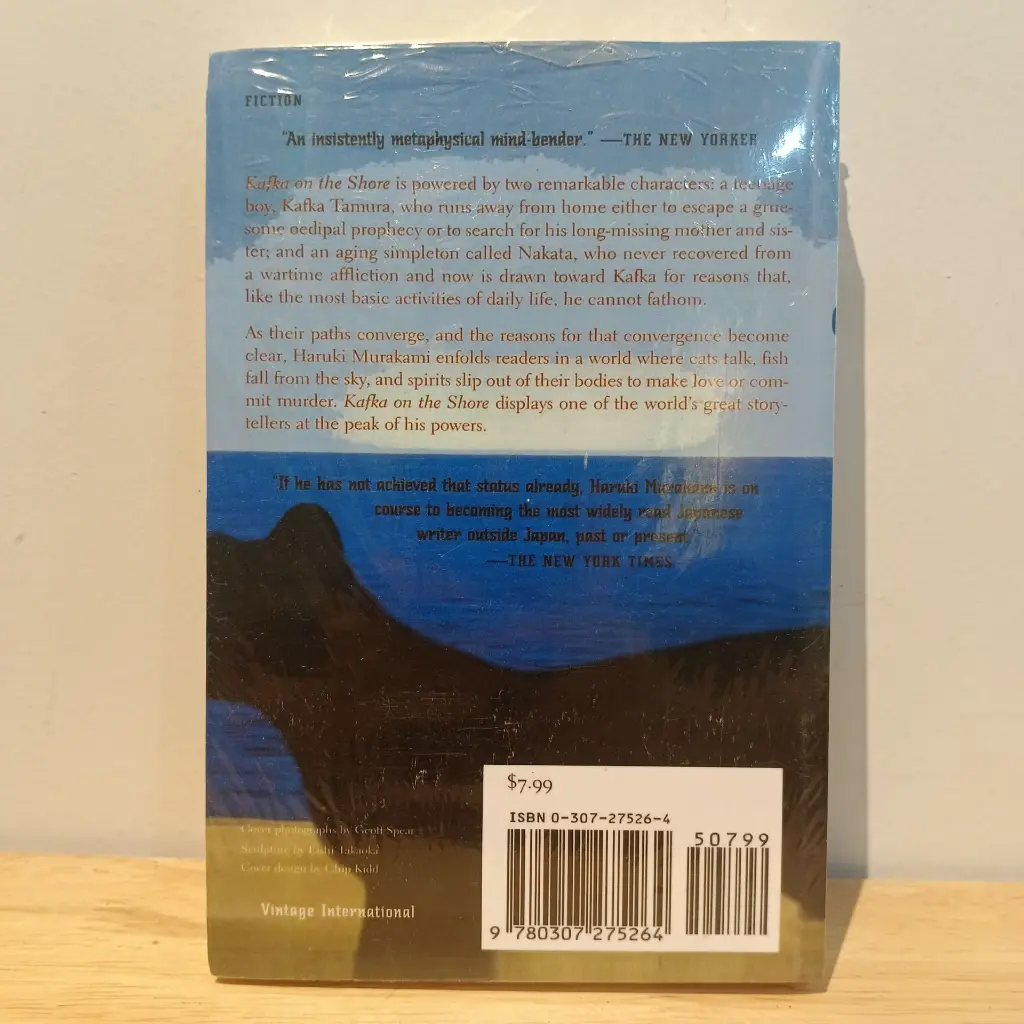 FICTION
"An insistently metaphysical mind-bender." —THE NEW YORKER
Kafka on the Shore is powered by two remarkable characters: a teenage
boy, Kafka Tamura, who runs away from home either to escape a grue-
some oedipal prophecy or to search for his long-missing mother and sis-
ter; and an aging simpleton called Nakata, who never recovered from
a wartime affliction and now is drawn toward Kafka for reasons that,
like the most basic activities of daily life, he cannot fathom.
As their paths converge, and the reasons for that convergence become
clear, Haruki Murakami enfolds readers in a world where cats talk, fish
fall from the sky, and spirits slip out of their bodies to make love or com-
mit murder. Kafka on the Shore displays one of the world's great story-
tellers at the peak of his powers.
"If he has not achieved that status already, Haruki Murakami is on
course to becoming the most widely read Japanese
writer outside Japan, past or present."
—THE NEW YORK TIMES
$7.99
ISBN 0-307-27526-4
50799
9 780307 275264
Cover photographs by Geoff Spear
Sculpture by Eishi Takaoka
Cover design by Chip Kidd
Vintage International